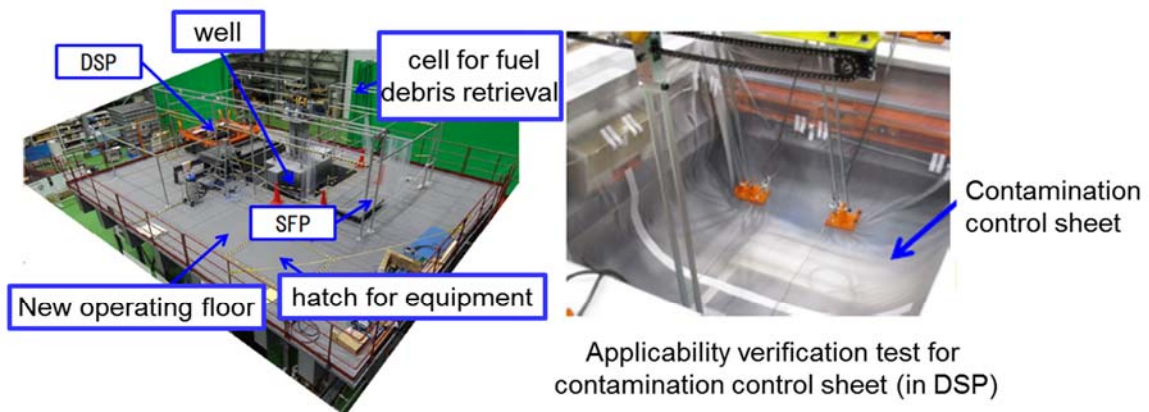 well
DSP
cell for fuel
debris retrieval
SFP
New operating floor
hatch for equipment
Contamination
control sheet
Applicability verification test for
contamination control sheet (in DSP)